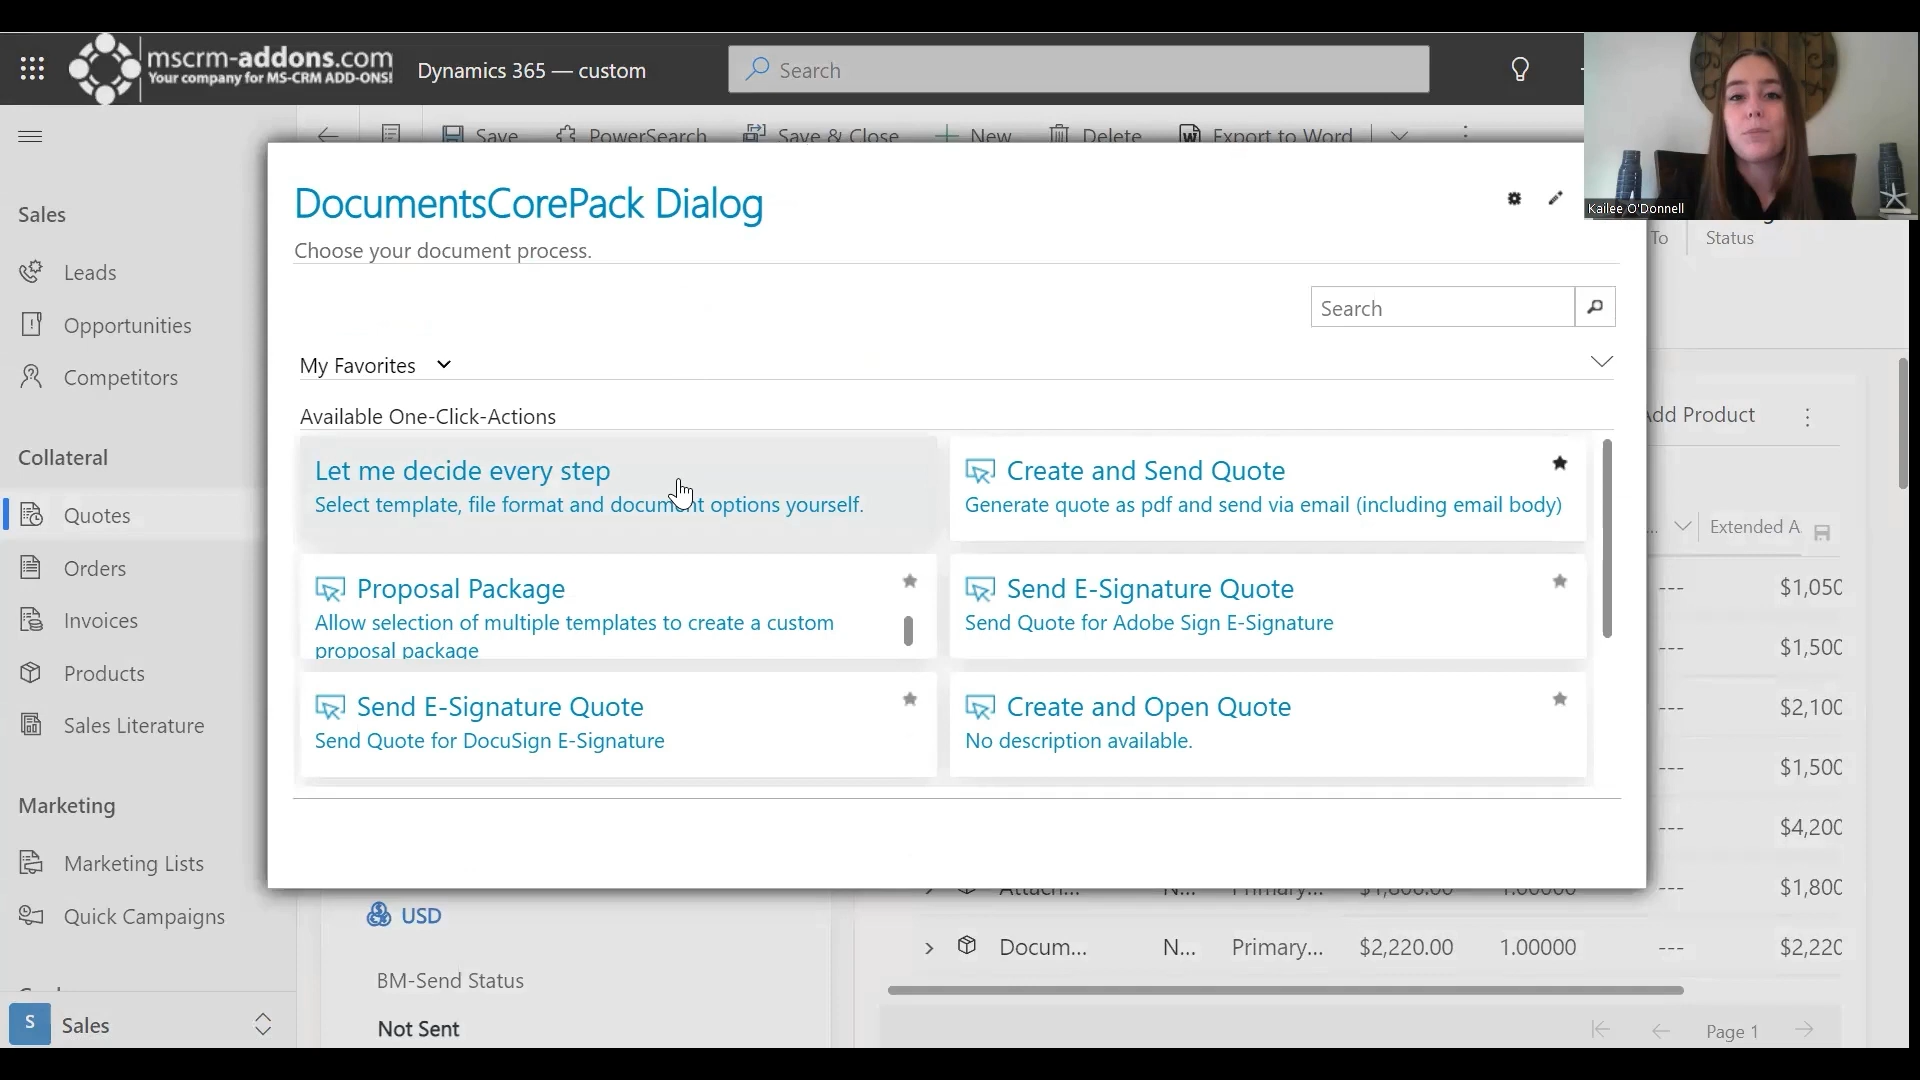 mscrm-addons.com
Your company for MS-CRM ADD-ONS!
Dynamics 365 — custom
Search
Kailee O'Donnell
Save
PowerSearch
Save & Close
New
Delete
Export to Word
DocumentsCorePack Dialog
Choose your document process.
Search
My Favorites
Available One-Click-Actions
Let me decide every step
Select template, file format and document options yourself.
Create and Send Quote
Generate quote as pdf and send via email (including email body)
Proposal Package
Allow selection of multiple templates to create a custom
proposal package
Send E-Signature Quote
Send Quote for Adobe Sign E-Signature
Send E-Signature Quote
Send Quote for DocuSign E-Signature
Create and Open Quote
No description available.
Sales
Leads
Opportunities
Competitors
Collateral
Quotes
Orders
Invoices
Products
Sales Literature
Marketing
Marketing Lists
Quick Campaigns
S Sales
To
Status
Add Product
... Extended A...
--- $1,050
--- $1,500
--- $2,100
--- $1,500
--- $4,200
Attach... N... Primary... $1,800.00 1.00000 --- $1,800
Docum... N... Primary... $2,220.00 1.00000 --- $2,220
USD
BM-Send Status
Not Sent
Page 1